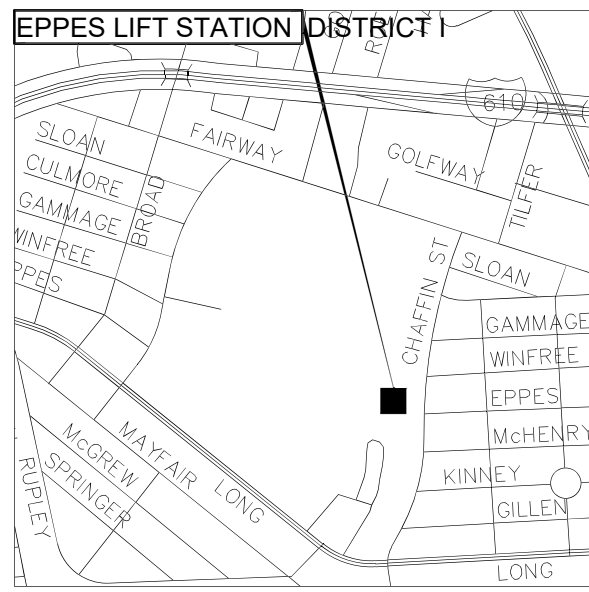 EPPES LIFT STATION DISTRICT I
610
SLOAN
FAIRWAY
GOLFWAY
CULMORE
BROAD
TILFER
GAMMAGE
WINFREE
CHAFFIN ST
SLOAN
GAMMAGE
WINFREE
EPPES
McHENRY
McGREW
MAYFAIR
LONG
KINNEY
SPRINGER
RUPLEY
GILLEN
LONG